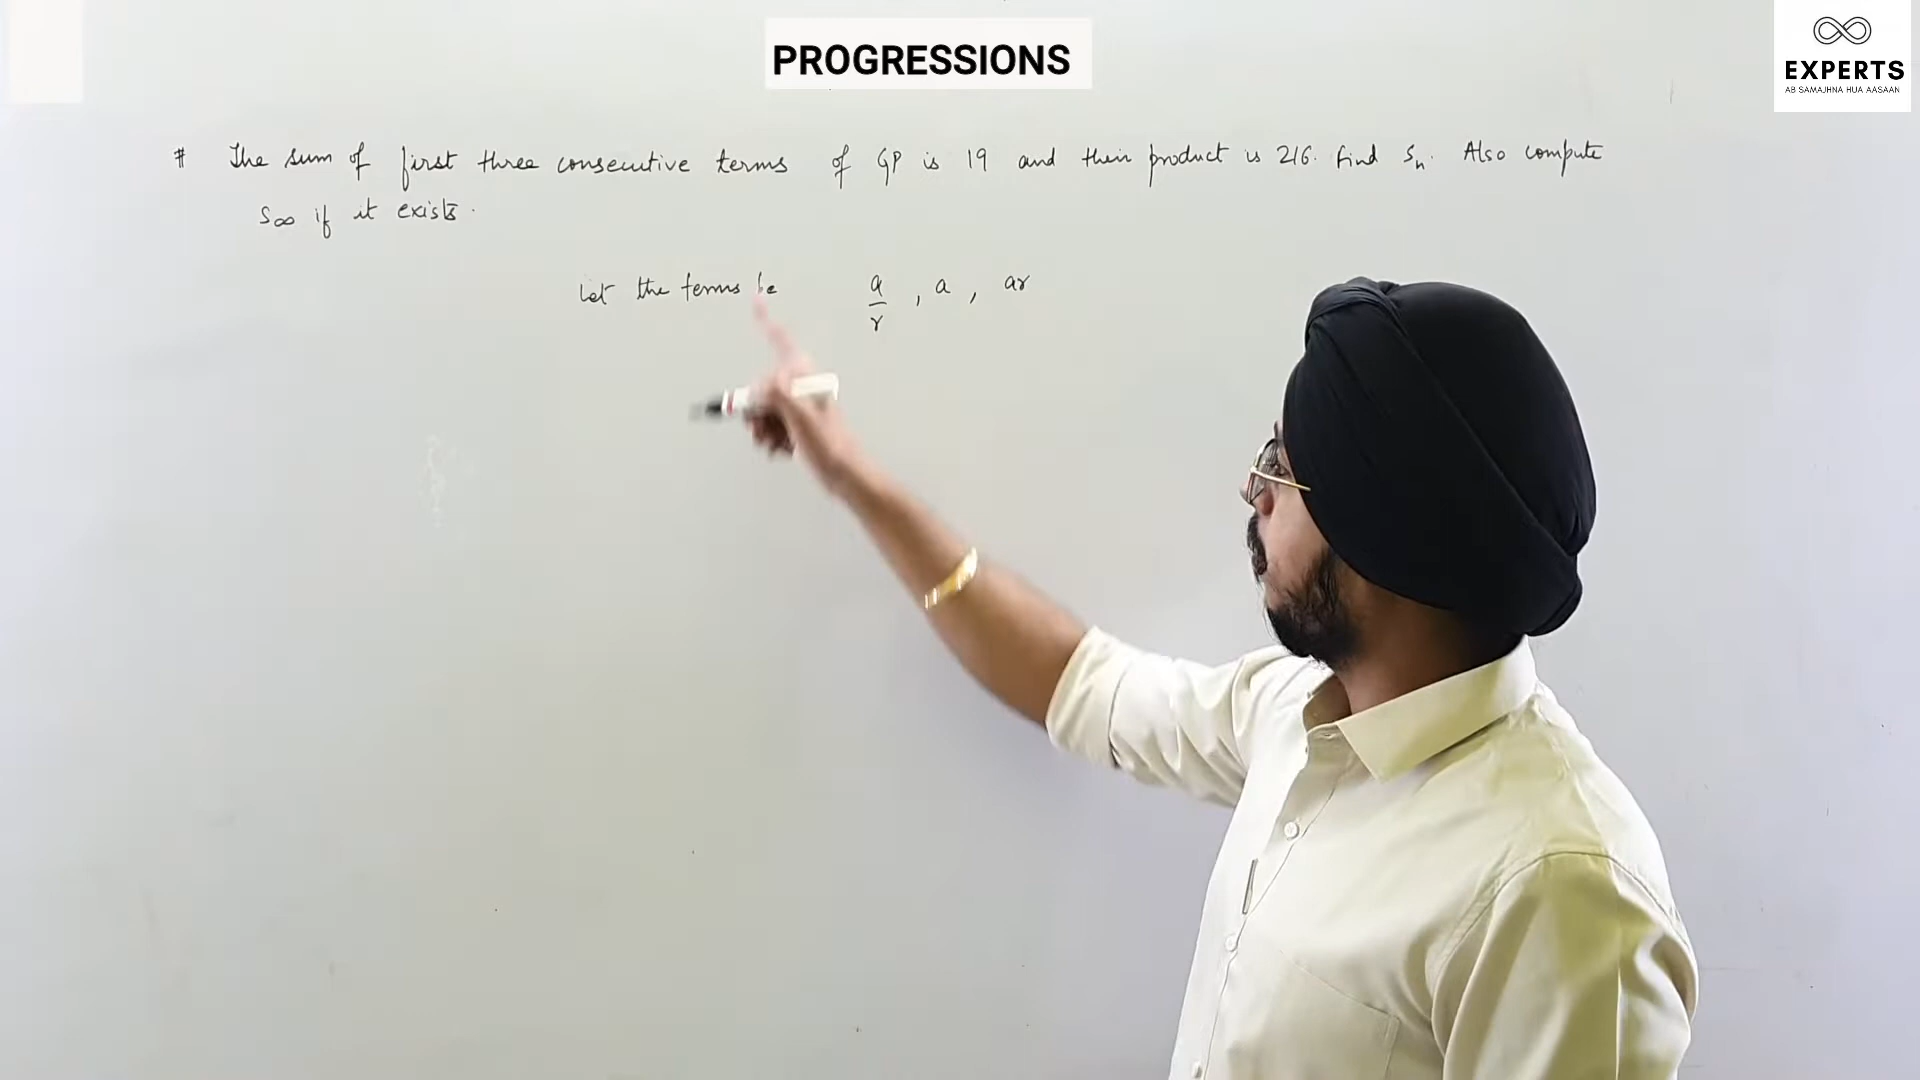 PROGRESSIONS
EXPERTS
AB SAMAJHNA HUA AASAAN
# The sum of first three consecutive terms of GP is 19 and their product is 216. Find Sn. Also compute
S∞ if it exists.
Let the terms be a/r , a , ar